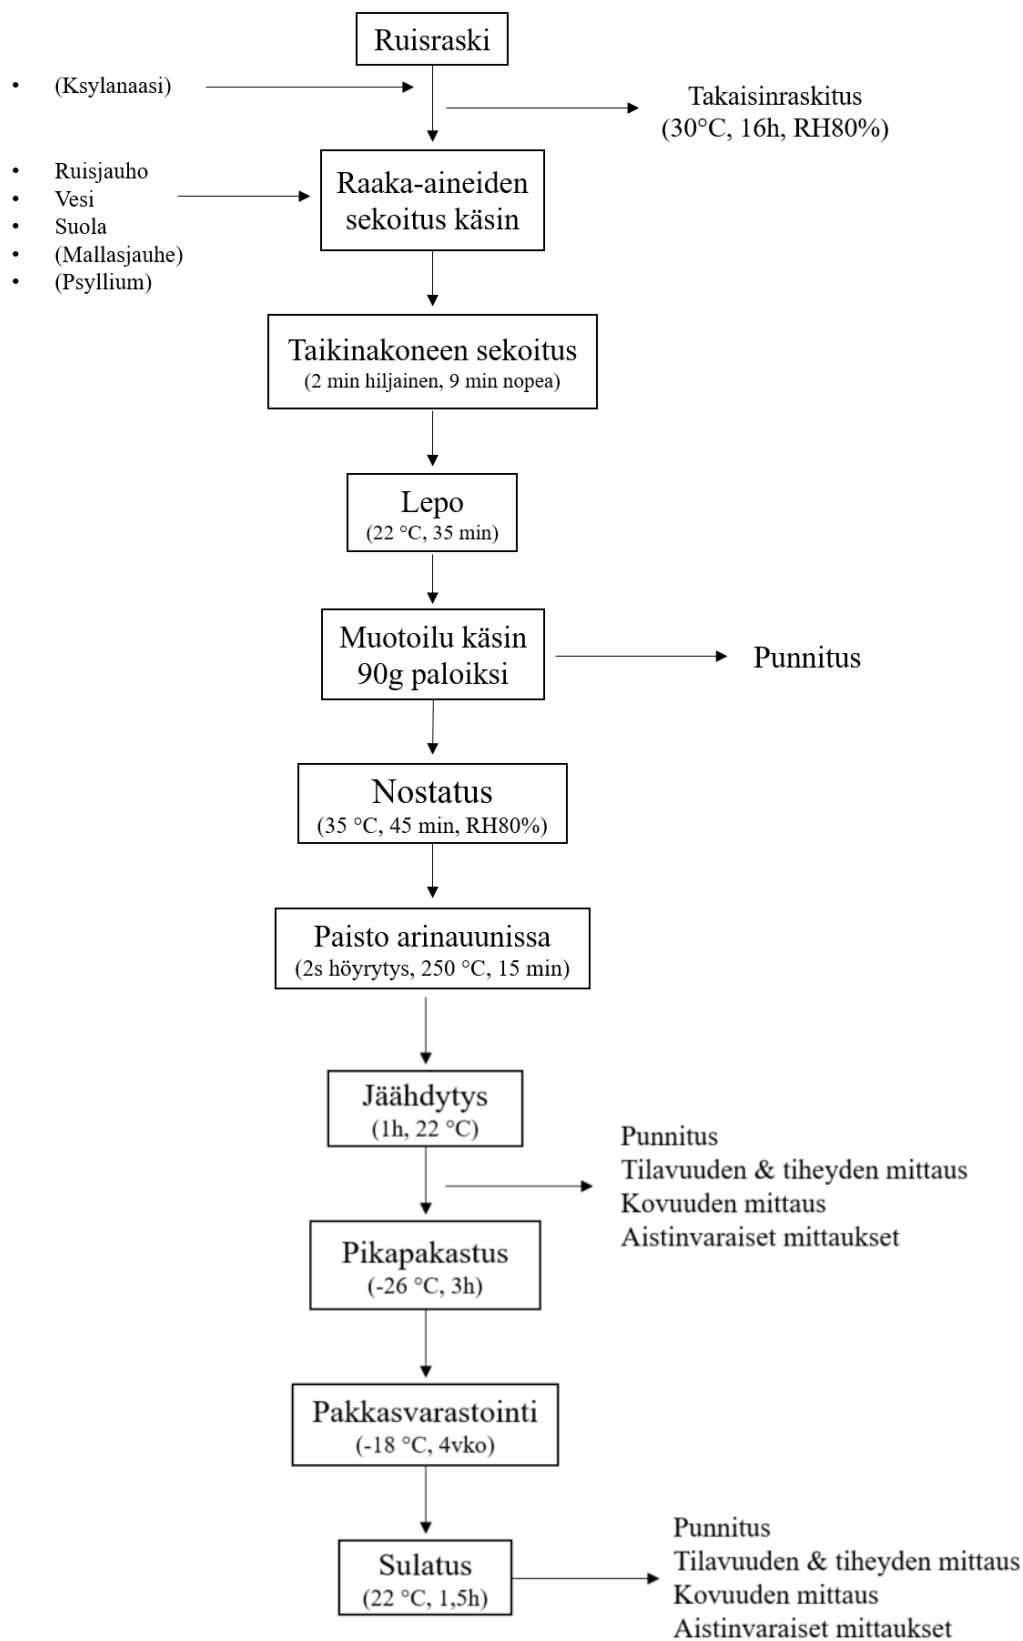 Ruisraski
• (Ksylanaasi)
Takaisinraskitus
(30°C, 16h, RH80%)
• Ruisjauho
• Vesi
• Suola
• (Mallasjauhe)
• (Psyllium)
Raaka-aineiden
sekoitus käsin
Taikinakoneen sekoitus
(2 min hiljainen, 9 min nopea)
Lepo
(22 °C, 35 min)
Muotoilu käsin
90g paloiksi
Punnitus
Nostatus
(35 °C, 45 min, RH80%)
Paisto arinauunissa
(2s höyrytys, 250 °C, 15 min)
Jäähdytys
(1h, 22 °C)
Punnitus
Tilavuuden & tiheyden mittaus
Kovuuden mittaus
Aistinvaraiset mittaukset
Pikapakastus
(-26 °C, 3h)
Pakkasvarastointi
(-18 °C, 4vko)
Sulatus
(22 °C, 1,5h)
Punnitus
Tilavuuden & tiheyden mittaus
Kovuuden mittaus
Aistinvaraiset mittaukset